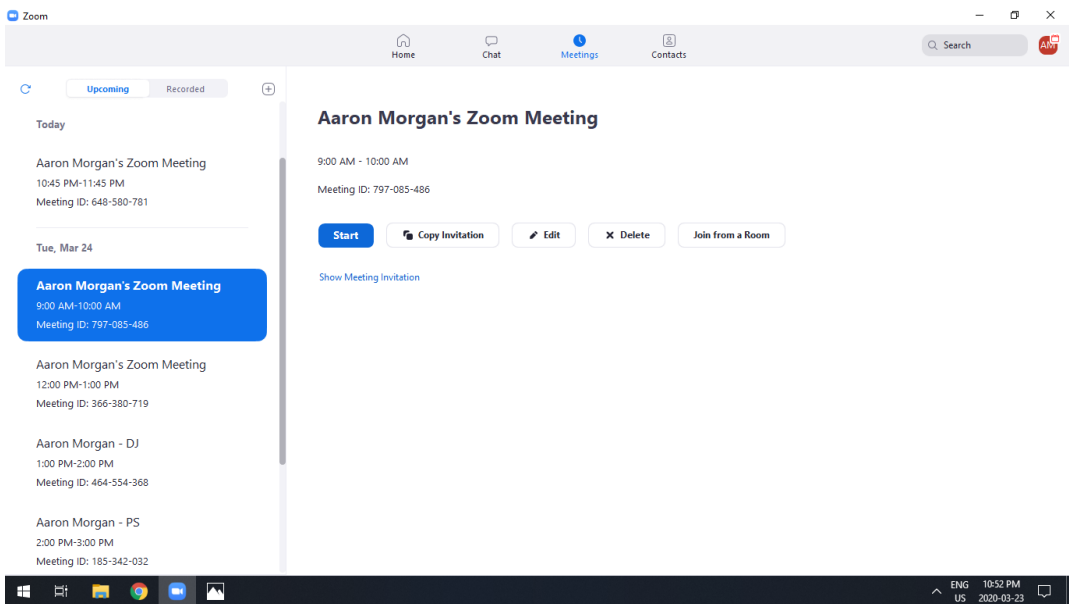 Zoom
Home
Chat
Meetings
Contacts
Search
AM
Upcoming
Recorded
Today
Aaron Morgan's Zoom Meeting
10:45 PM-11:45 PM
Meeting ID: 648-580-781
Tue, Mar 24
Aaron Morgan's Zoom Meeting
9:00 AM-10:00 AM
Meeting ID: 797-085-486
Aaron Morgan's Zoom Meeting
12:00 PM-1:00 PM
Meeting ID: 366-380-719
Aaron Morgan - DJ
1:00 PM-2:00 PM
Meeting ID: 464-554-368
Aaron Morgan - PS
2:00 PM-3:00 PM
Meeting ID: 185-342-032
Aaron Morgan's Zoom Meeting
9:00 AM - 10:00 AM
Meeting ID: 797-085-486
Start
Copy Invitation
Edit
Delete
Join from a Room
Show Meeting Invitation
ENG
US
10:52 PM
2020-03-23